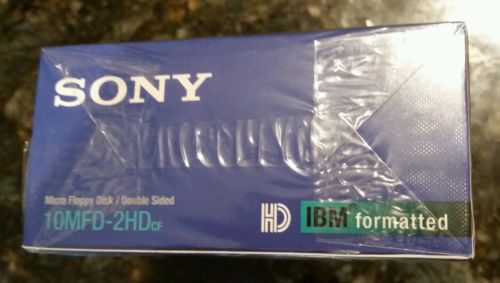 SONY
Micro Floppy Disk / Double Sided
10MFD-2HDCF
HD IBM® formatted